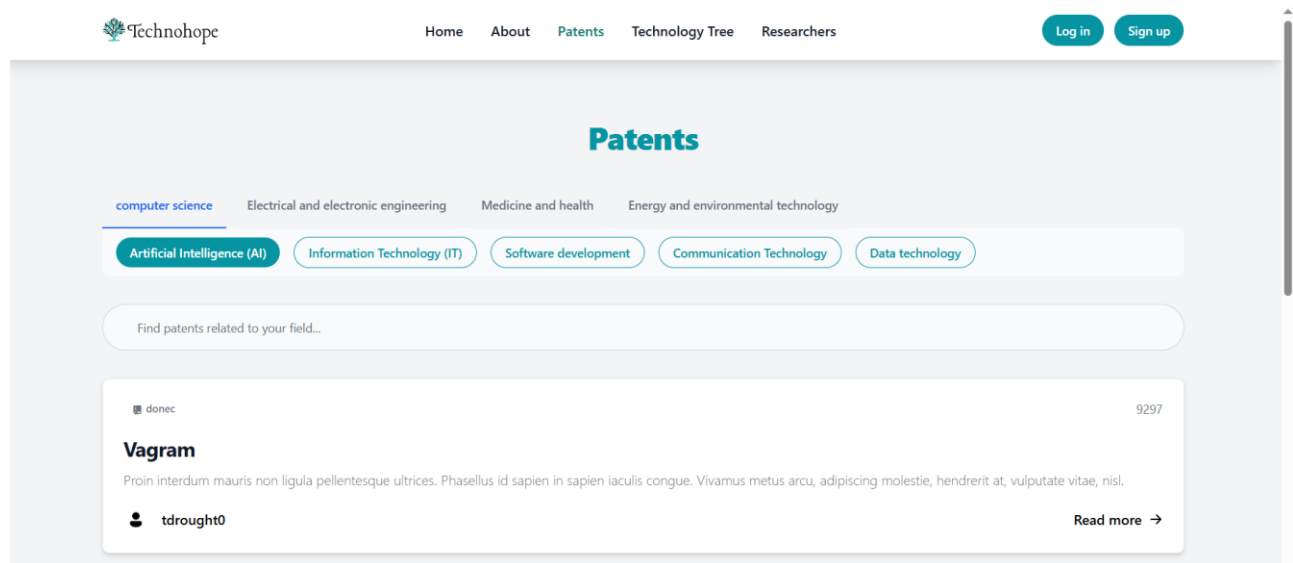 Technohope Home About Patents Technology Tree Researchers Log in Sign up
Patents
computer science Electrical and electronic engineering Medicine and health Energy and environmental technology
Artificial Intelligence (AI) Information Technology (IT) Software development Communication Technology Data technology
Find patents related to your field...
donec 9297
Vagram
Proin interdum mauris non ligula pellentesque ultrices. Phasellus id sapien in sapien iaculis congue. Vivamus metus arcu, adipiscing molestie, hendrerit at, vulputate vitae, nisl.
tdrought0 Read more →